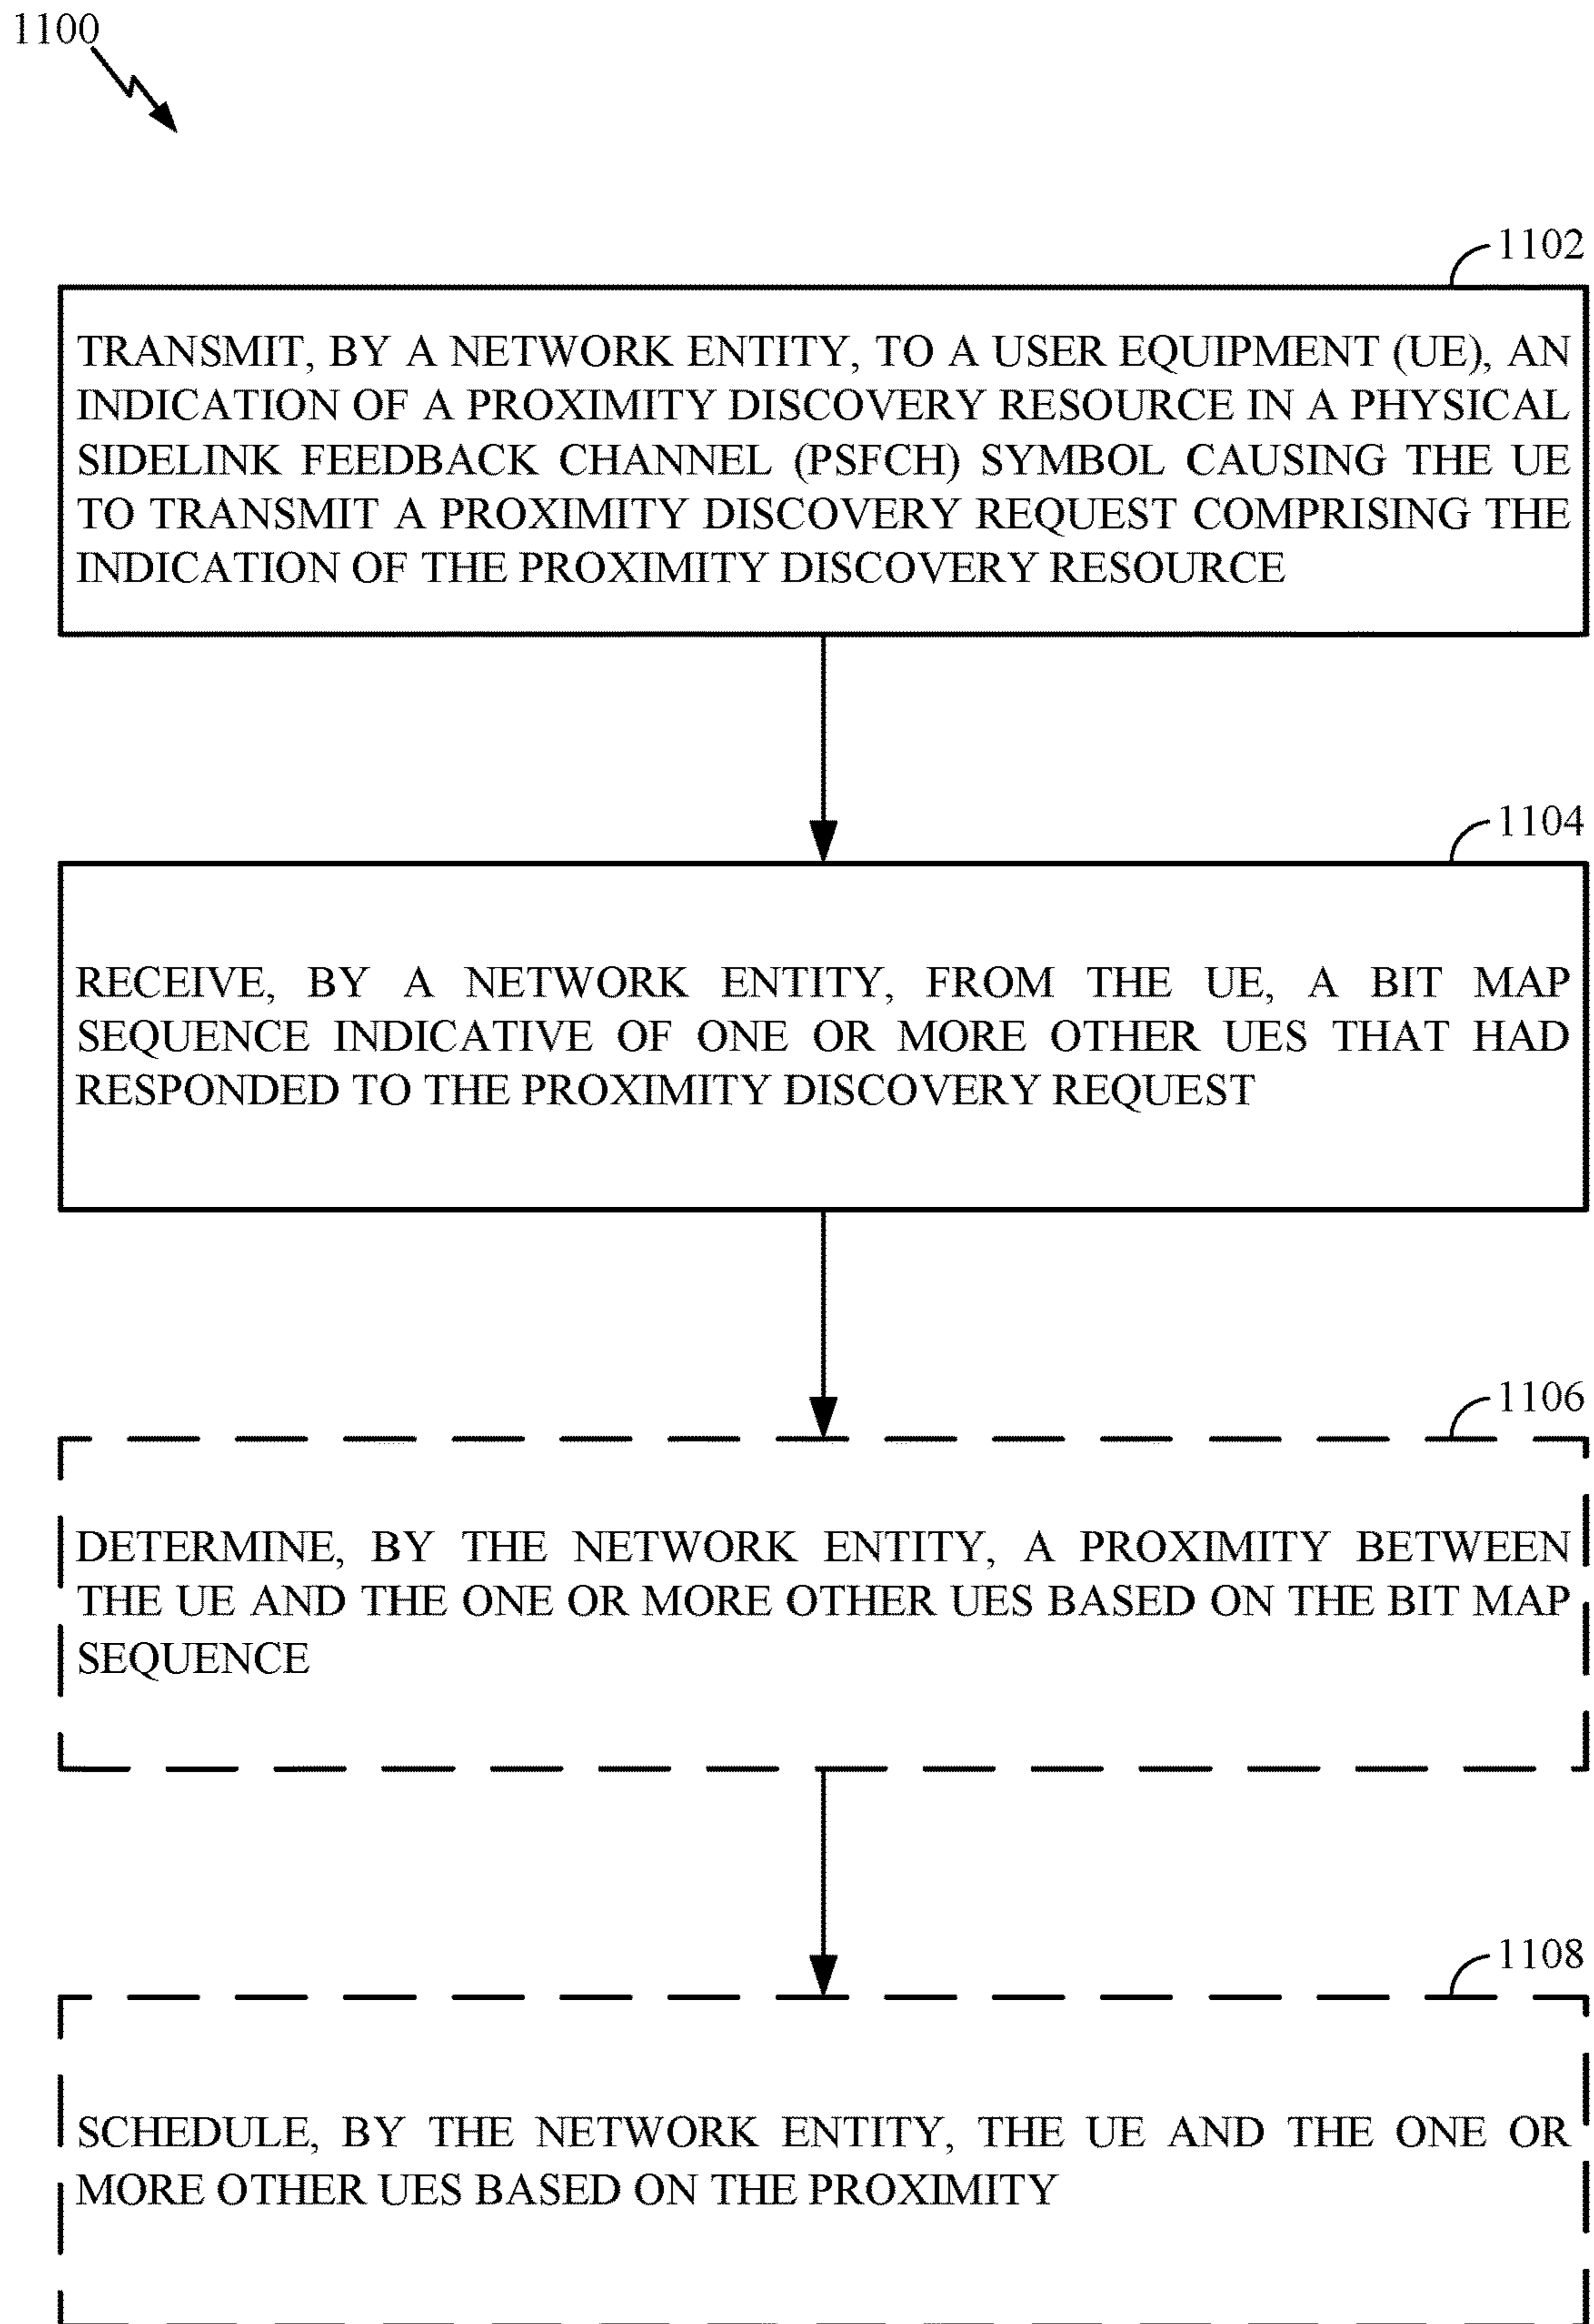 1100
1102
TRANSMIT, BY A NETWORK ENTITY, TO A USER EQUIPMENT (UE), AN
INDICATION OF A PROXIMITY DISCOVERY RESOURCE IN A PHYSICAL
SIDELINK FEEDBACK CHANNEL (PSFCH) SYMBOL CAUSING THE UE
TO TRANSMIT A PROXIMITY DISCOVERY REQUEST COMPRISING THE
INDICATION OF THE PROXIMITY DISCOVERY RESOURCE
1104
RECEIVE, BY A NETWORK ENTITY, FROM THE UE, A BIT MAP
SEQUENCE INDICATIVE OF ONE OR MORE OTHER UES THAT HAD
RESPONDED TO THE PROXIMITY DISCOVERY REQUEST
1106
DETERMINE, BY THE NETWORK ENTITY, A PROXIMITY BETWEEN
THE UE AND THE ONE OR MORE OTHER UES BASED ON THE BIT MAP
SEQUENCE
1108
SCHEDULE, BY THE NETWORK ENTITY, THE UE AND THE ONE OR
MORE OTHER UES BASED ON THE PROXIMITY